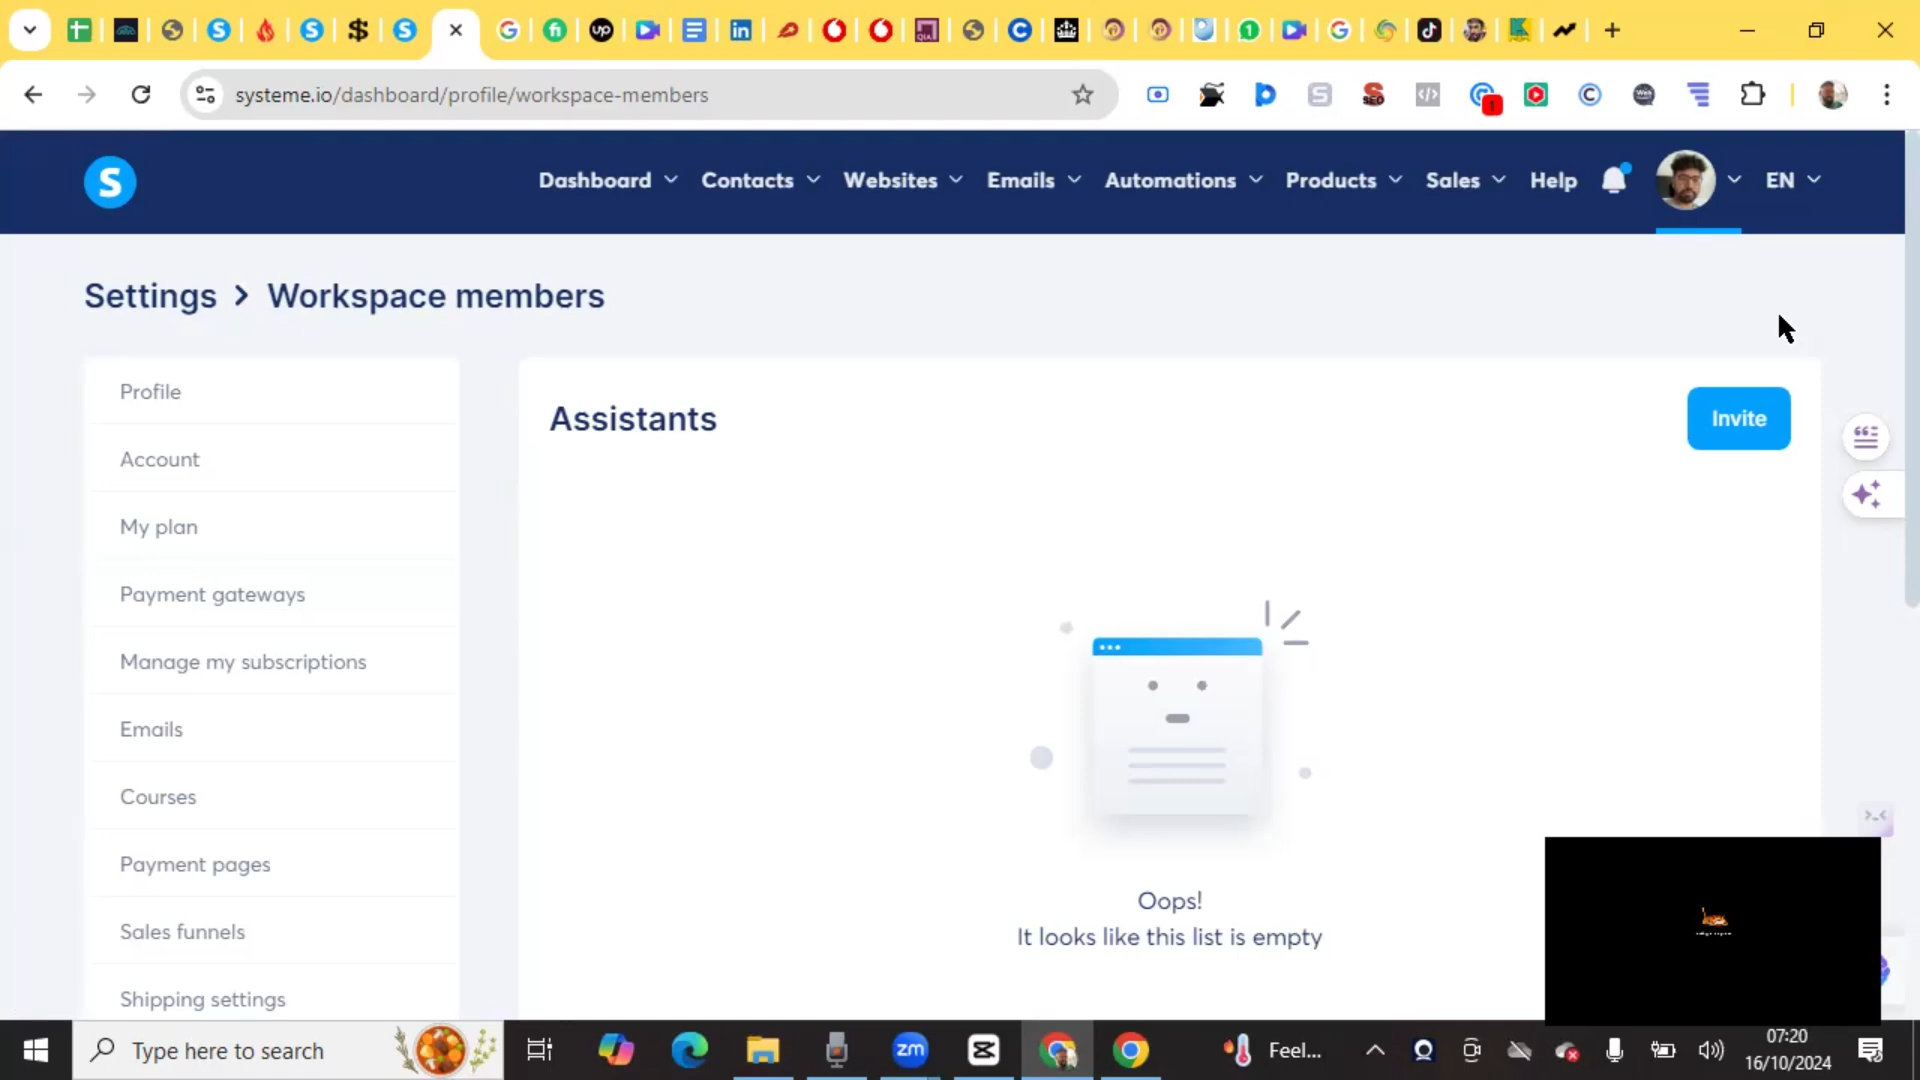 systeme.io/dashboard/profile/workspace-members
S
Dashboard
Contacts
Websites
Emails
Automations
Products
Sales
Help
EN
Settings > Workspace members
Profile
Account
My plan
Payment gateways
Manage my subscriptions
Emails
Courses
Payment pages
Sales funnels
Shipping settings
Assistants
Invite
Oops!
It looks like this list is empty
Type here to search
zm
Feel...
07:20
16/10/2024